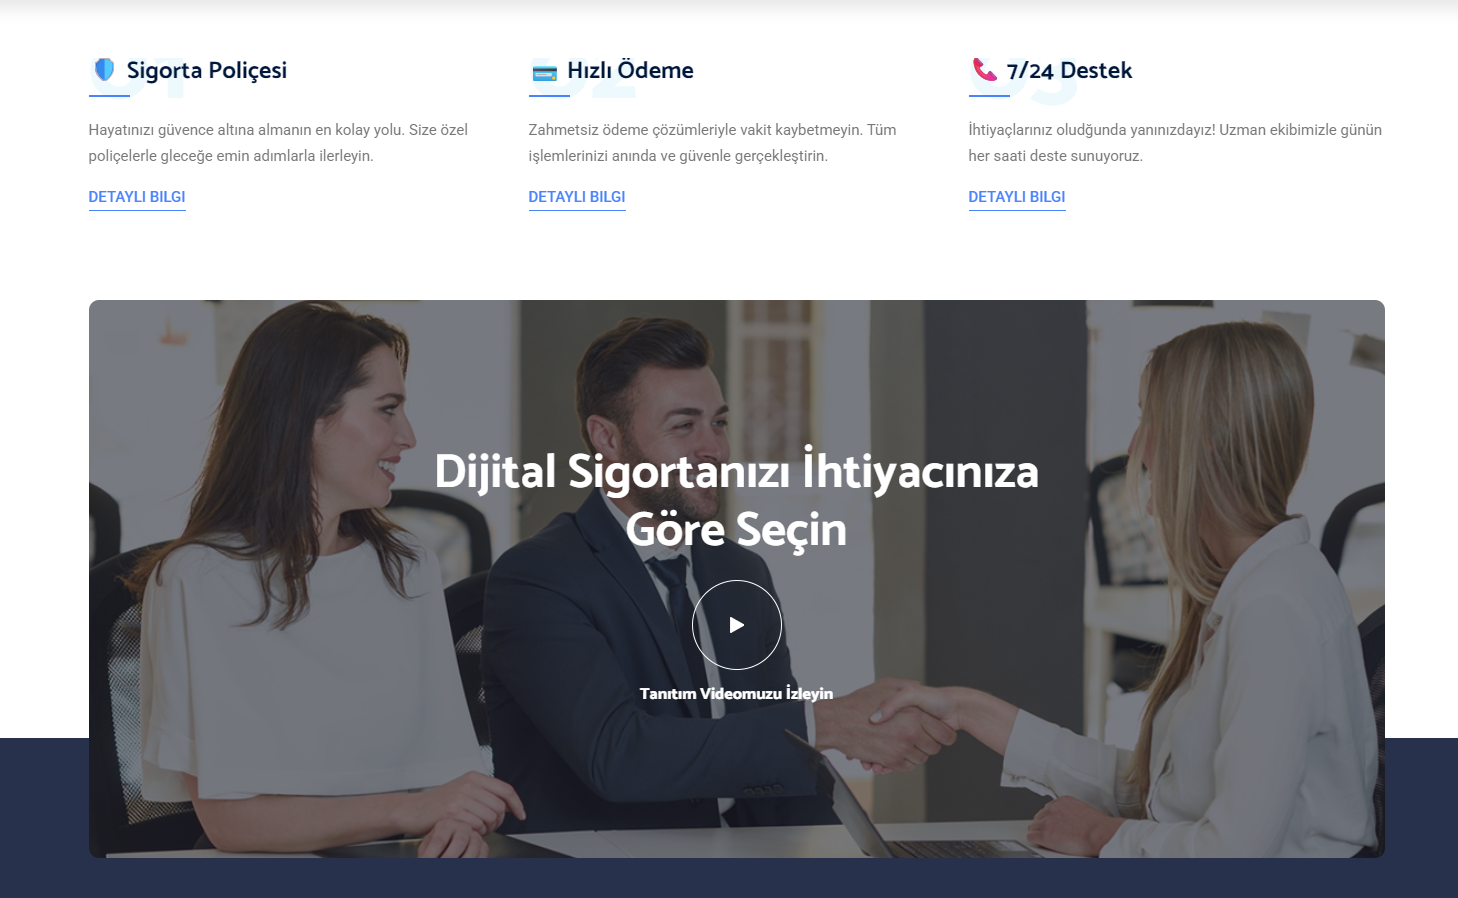 01
Sigorta Poliçesi
Hayatınızı güvence altına almanın en kolay yolu. Size özel
poliçelerle gleceğe emin adımlarla ilerleyin.
DETAYLI BILGI
02
Hızlı Ödeme
Zahmetsiz ödeme çözümleriyle vakit kaybetmeyin. Tüm
işlemlerinizi anında ve güvenle gerçekleştirin.
DETAYLI BILGI
03
7/24 Destek
İhtiyaçlarınız oludğunda yanınızdayız! Uzman ekibimizle günün
her saati deste sunuyoruz.
DETAYLI BILGI
Dijital Sigortanızı İhtiyacınıza
Göre Seçin
Tanıtım Videomuzu İzleyin